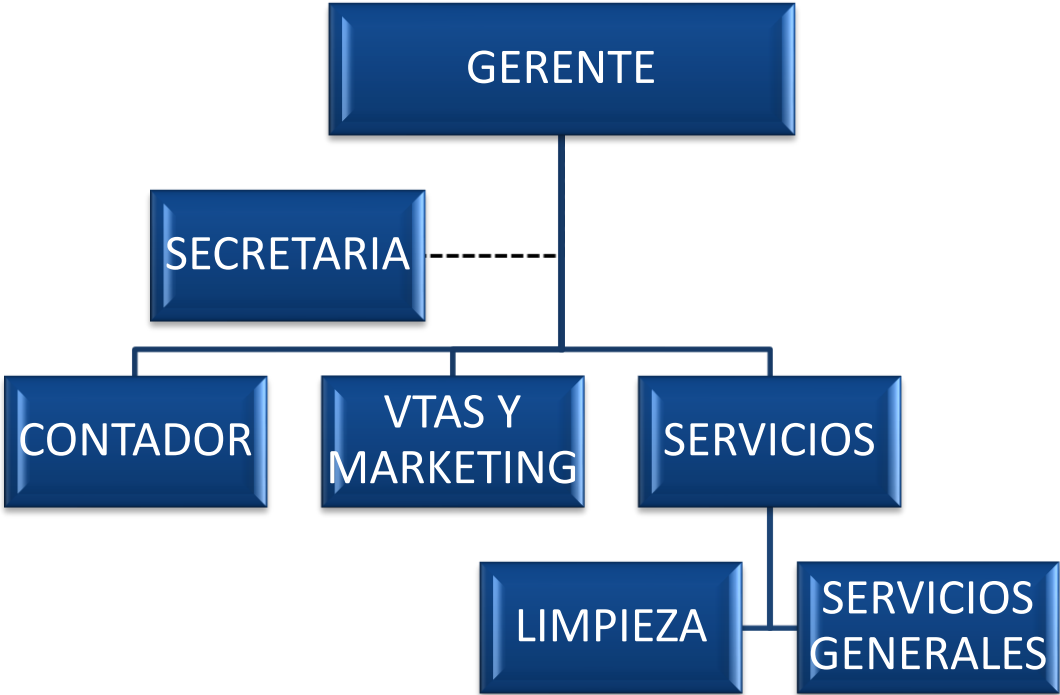 GERENTE
SECRETARIA
CONTADOR
VTAS Y
MARKETING
SERVICIOS
LIMPIEZA
SERVICIOS
GENERALES